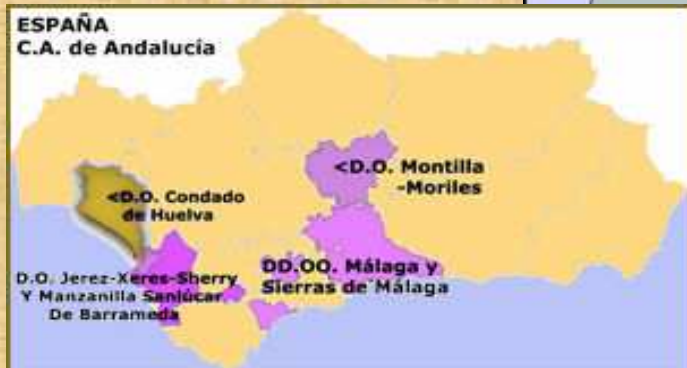 ESPAÑA
C.A. de Andalucía
<D.O. Montilla
-Moriles
<D.O. Condado
de Huelva
D.O. Jerez-Xeres-Sherry
Y Manzanilla Sanlúcar
De Barrameda
DD.OO. Málaga y
Sierras de Málaga